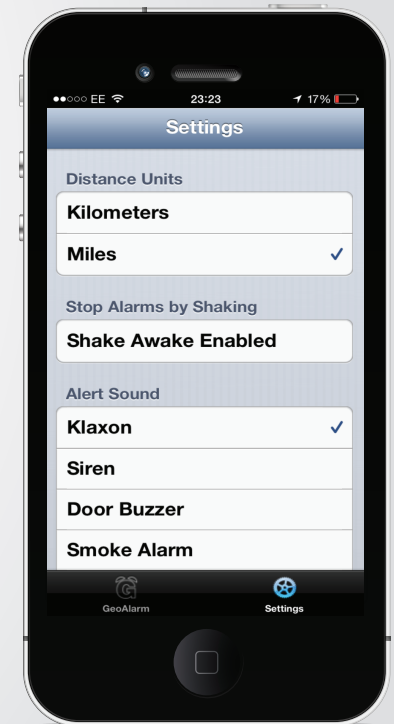 EE 23:23 17%
Settings
Distance Units
Kilometers
Miles
Stop Alarms by Shaking
Shake Awake Enabled
Alert Sound
Klaxon
Siren
Door Buzzer
Smoke Alarm
GeoAlarm Settings